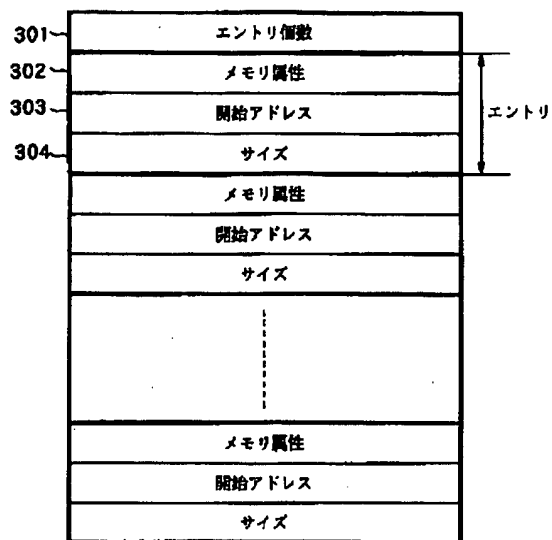 301 エントリ個数
302 メモリ属性
303 開始アドレス
エントリ
304 サイズ
メモリ属性
開始アドレス
サイズ
メモリ属性
開始アドレス
サイズ